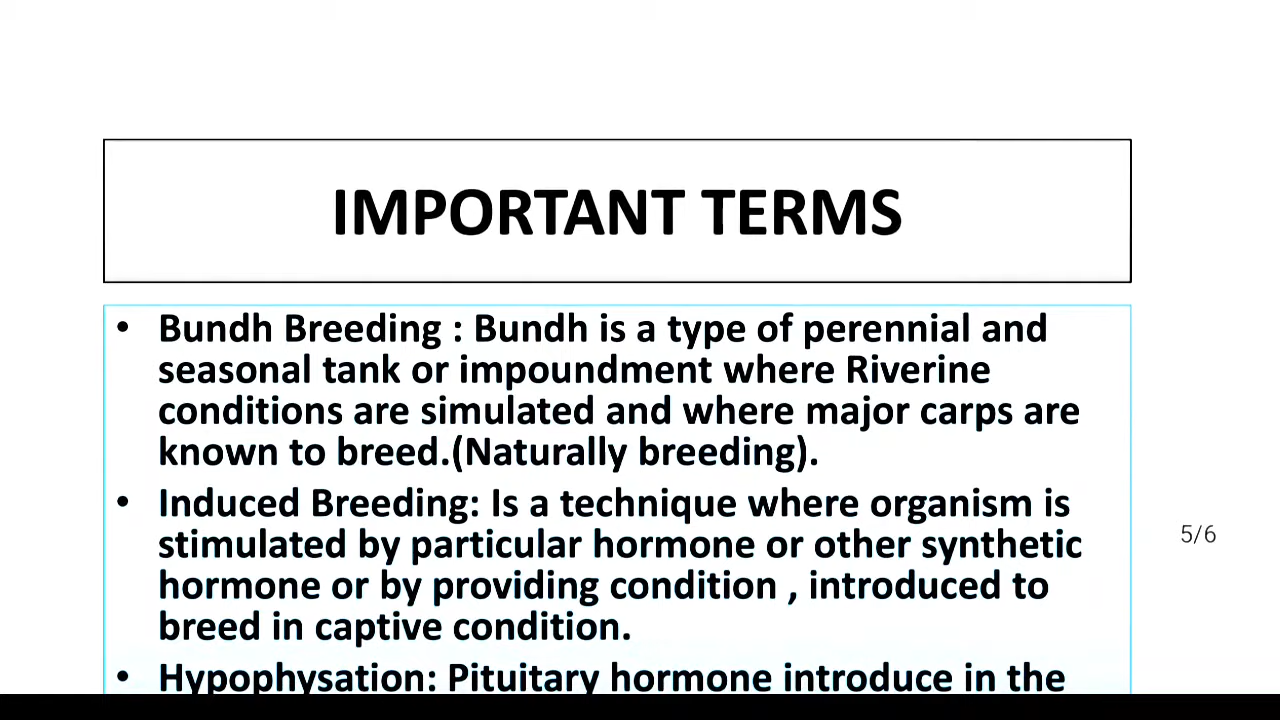 IMPORTANT TERMS
• Bundh Breeding : Bundh is a type of perennial and
seasonal tank or impoundment where Riverine
conditions are simulated and where major carps are
known to breed.(Naturally breeding).
• Induced Breeding: Is a technique where organism is
stimulated by particular hormone or other synthetic
hormone or by providing condition , introduced to
breed in captive condition.
• Hypophysation: Pituitary hormone introduce in the
5/6